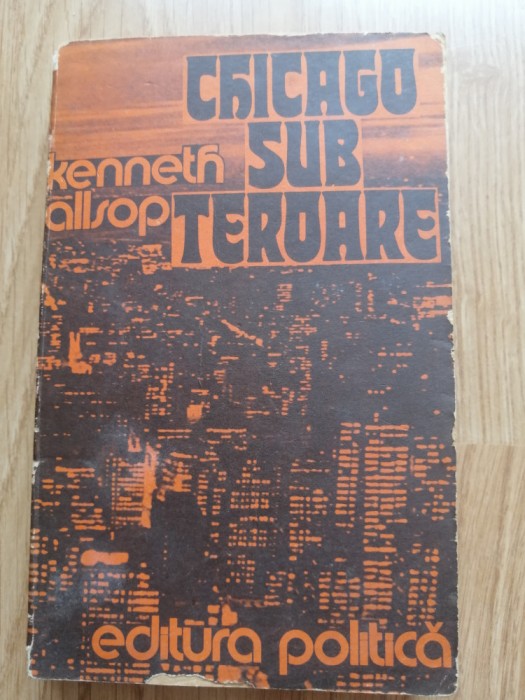 Chicago
SUB
TEROARE
kenneth
allsop
editura politică